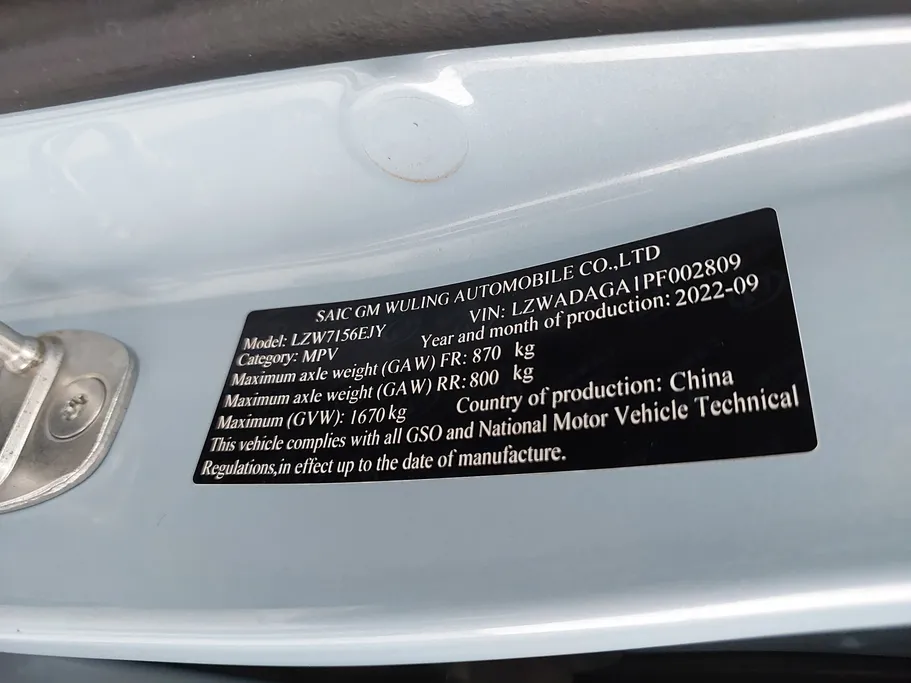 SAIC GM WULING AUTOMOBILE CO.,LTD
Model: LZW7156EJY VIN: LZWADAGA1PF002809
Category: MPV Year and month of production: 2022-09
Maximum axle weight (GAW) FR: 870 kg
Maximum axle weight (GAW) RR: 800 kg
Maximum (GVW): 1670 kg Country of production: China
This vehicle complies with all GSO and National Motor Vehicle Technical
Regulations,in effect up to the date of manufacture.